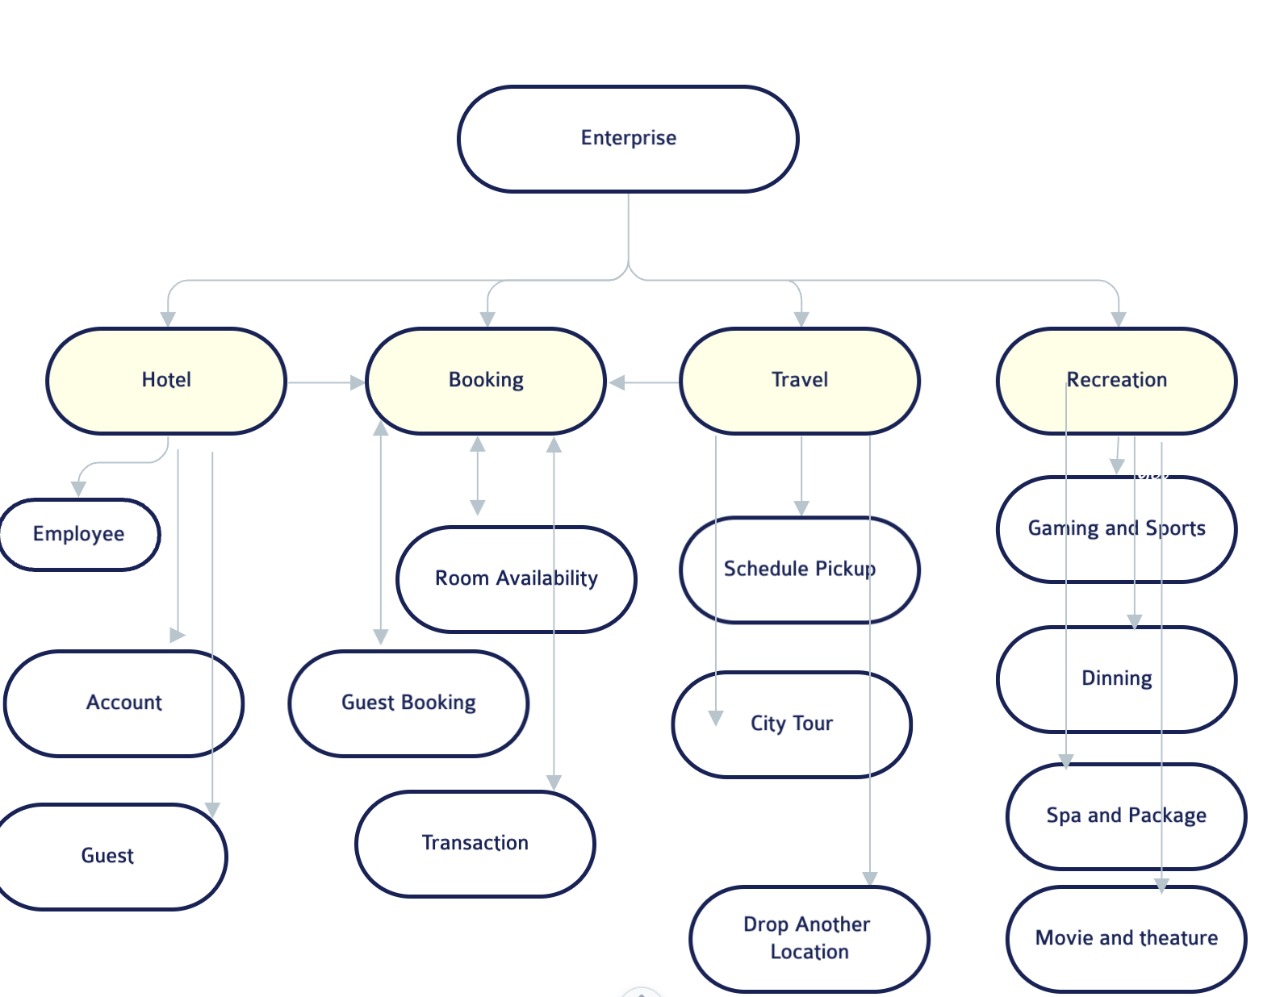 Enterprise
Hotel
Booking
Travel
Recreation
Employee
Room Availability
Schedule Pickup
Gaming and Sports
Account
Guest Booking
City Tour
Dinning
Guest
Transaction
Spa and Package
Drop Another
Location
Movie and theature